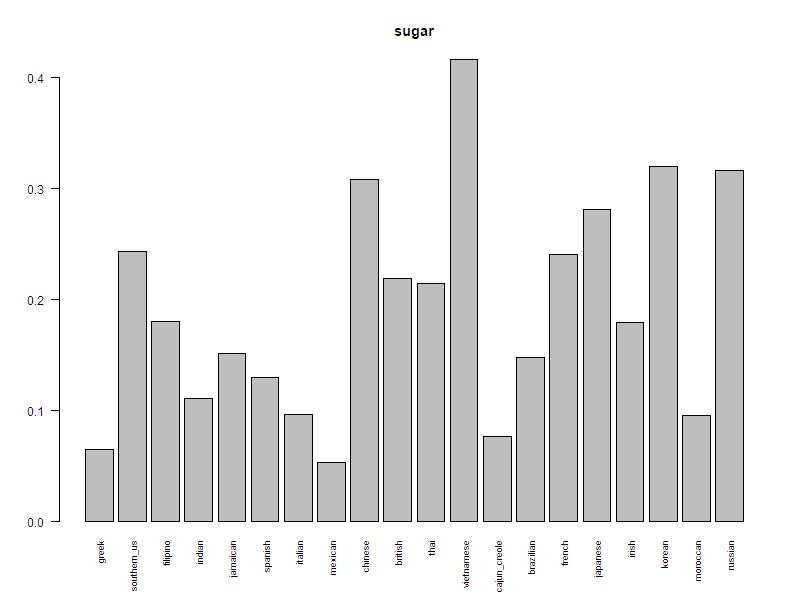 sugar
0.4
0.3
0.2
0.1
0.0
greek
southern_us
filipino
indian
jamaican
spanish
italian
mexican
chinese
british
thai
vietnamese
cajun_creole
brazilian
french
japanese
irish
korean
moroccan
russian